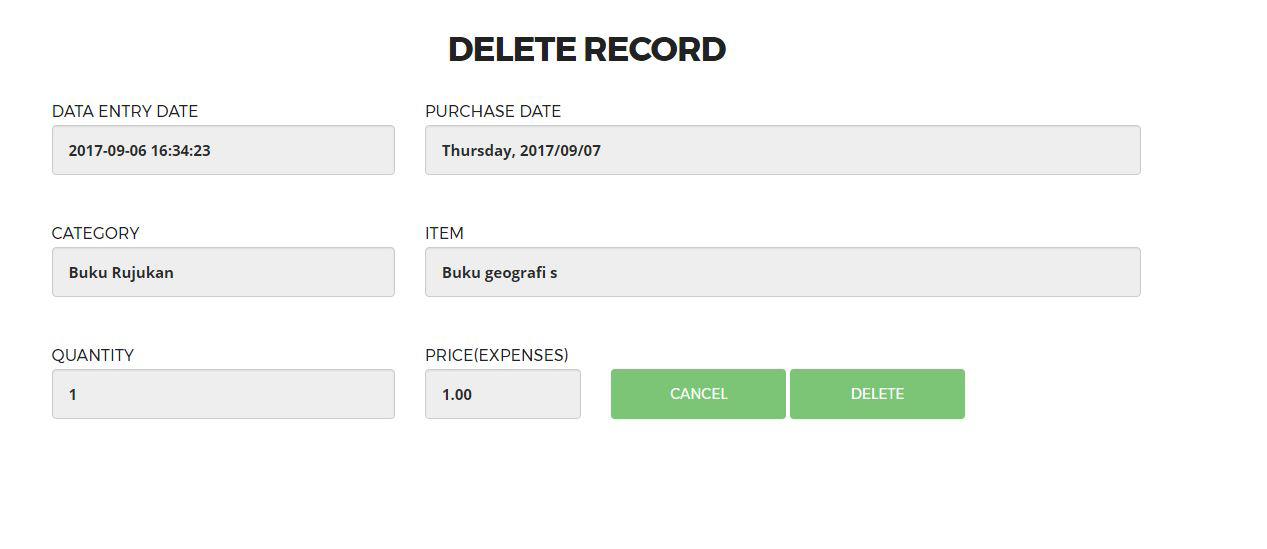 DELETE RECORD
DATA ENTRY DATE
PURCHASE DATE
2017-09-06 16:34:23
Thursday, 2017/09/07
CATEGORY
ITEM
Buku Rujukan
Buku geografi s
QUANTITY
PRICE(EXPENSES)
1
1.00
CANCEL
DELETE